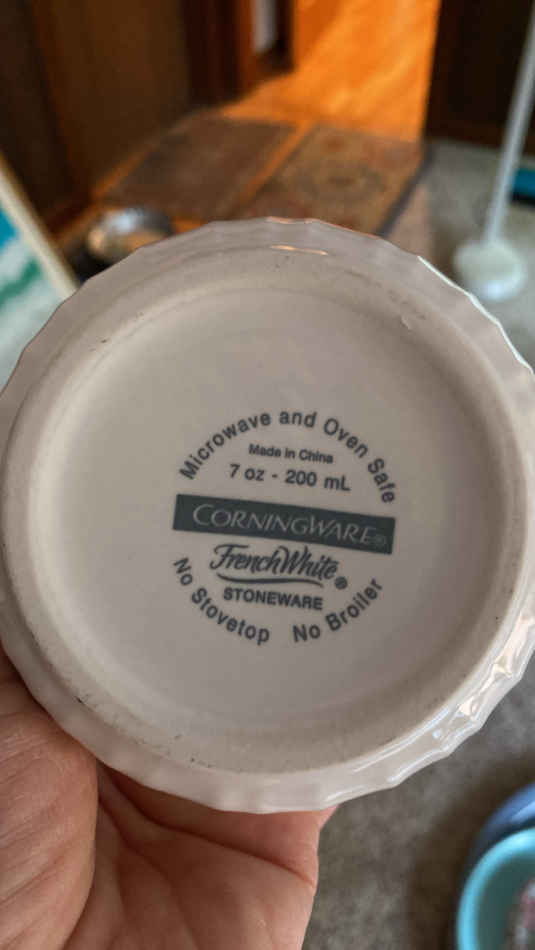 Microwave and Oven Safe
Made in China
7 oz - 200 mL
CORNINGWARE®
French White®
STONEWARE
No Stovetop No Broiler